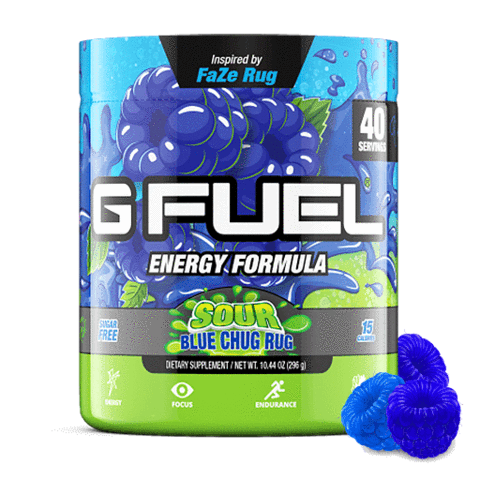 Inspired by
FaZe Rug
40
SERVINGS
G FUEL
ENERGY FORMULA
SOUR
BLUE CHUG RUG
SUGAR
FREE
15
CALORIES
DIETARY SUPPLEMENT / NET WT. 10.44 OZ (296 g)
ENERGY
FOCUS
ENDURANCE